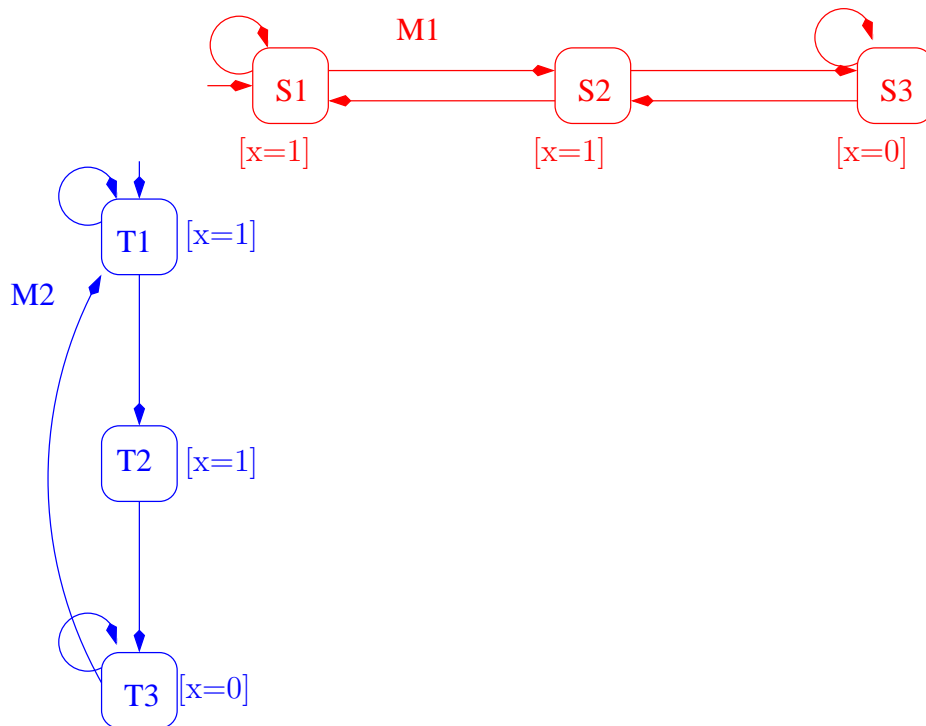 M1
S1
S2
S3
[x=1]
[x=1]
[x=0]
T1
[x=1]
M2
T2
[x=1]
T3
[x=0]